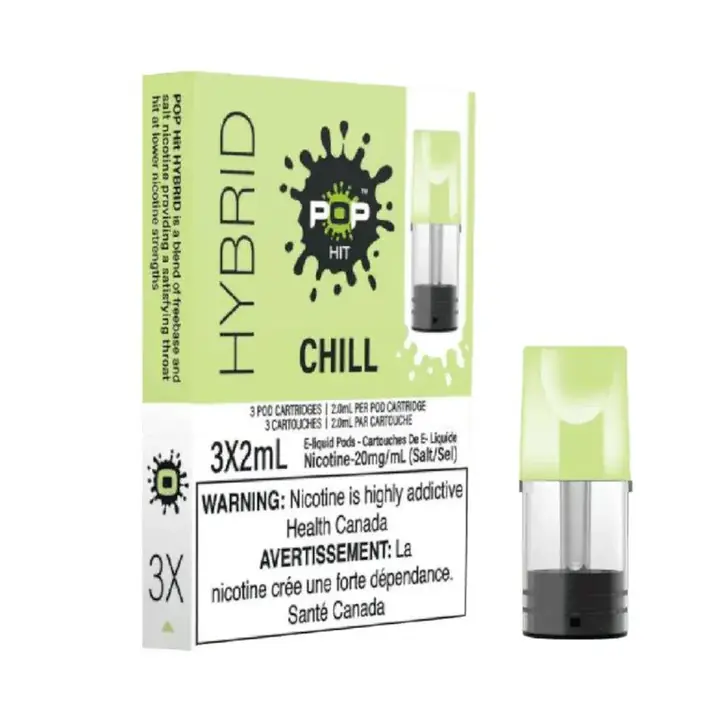 POP Hit HYBRID is a blend of freebase and
salt nicotine providing a satisfying throat
hit at lower nicotine strengths
3X
HYBRID
POP™
HIT
CHILL
3 POD CARTRIDGES | 2.0mL PER POD CARTRIDGE
3 CARTOUCHES | 2.0mL PAR CARTOUCHE
3X2mL
E-liquid Pods - Cartouches De E- Liquide
Nicotine-20mg/mL (Salt/Sel)
WARNING: Nicotine is highly addictive
Health Canada
AVERTISSEMENT: La
nicotine crée une forte dépendance.
Santé Canada